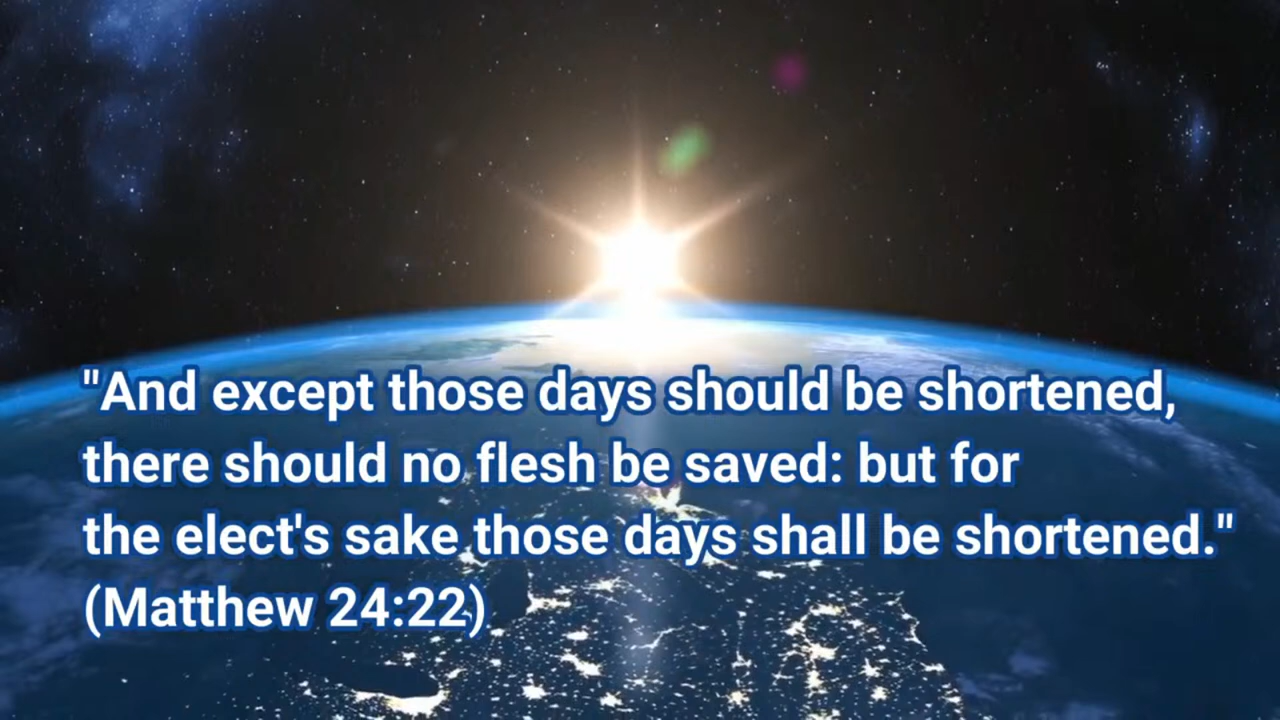 "And except those days should be shortened,
there should no flesh be saved: but for
the elect's sake those days shall be shortened."
(Matthew 24:22)